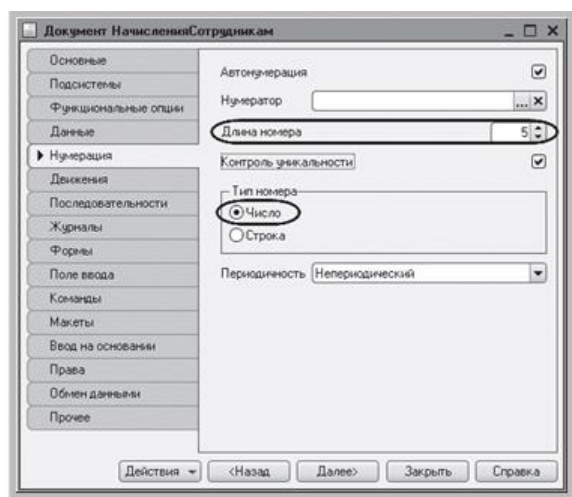 Документ НачисленияСотрудникам
Основные
Подсистемы
Функциональные опции
Данные
Нумерация
Движения
Последовательности
Журналы
Формы
Поле ввода
Команды
Макеты
Ввод на основании
Права
Обмен данными
Прочее
Автонумерация
Нумератор
Длина номера 5
Контроль уникальности
Тип номера
Число
Строка
Периодичность Непериодический
Действия <Назад Далее> Закрыть Справка